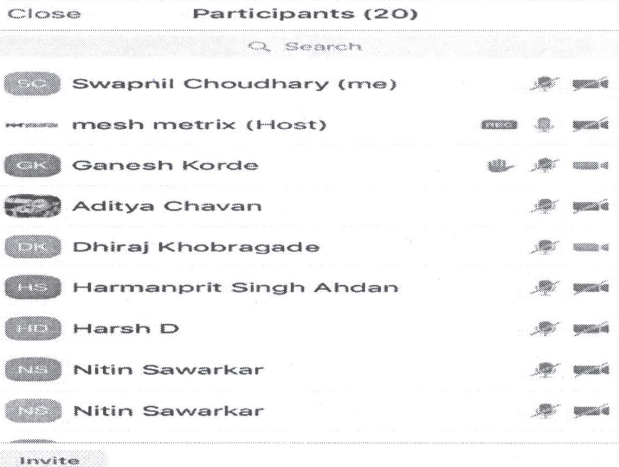 Close Participants (20)
Search
SC Swapnil Choudhary (me)
mesh metrix (Host) REC
GK Ganesh Korde
Aditya Chavan
DK Dhiraj Khobragade
HS Harmanprit Singh Ahdan
HD Harsh D
NS Nitin Sawarkar
NS Nitin Sawarkar
Invite